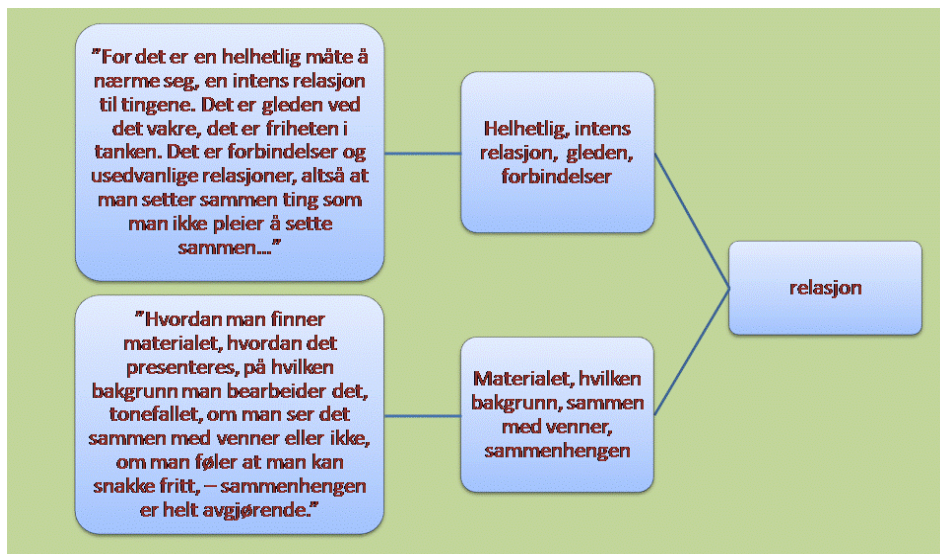 ”For det er en helhetlig måte å
nærme seg, en intens relasjon
til tingene. Det er gleden ved
det vakre, det er friheten i
tanken. Det er forbindelser og
usedvanlige relasjoner, altså at
man setter sammen ting som
man ikke pleier å sette
sammen....”
Helhetlig, intens
relasjon, gleden,
forbindelser
relasjon
”Hvordan man finner
materialet, hvordan det
presenteres, på hvilken
bakgrunn man bearbeider det,
tonefallet, om man ser det
sammen med venner eller ikke,
om man føler at man kan
snakke fritt, – sammenhengen
er helt avgjørende.”
Materialet, hvilken
bakgrunn, sammen
med venner,
sammenhengen